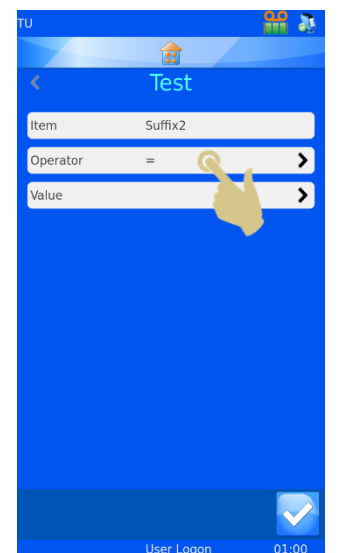 TU
Test
Item Suffix2
Operator =
Value
User Logon 01:00